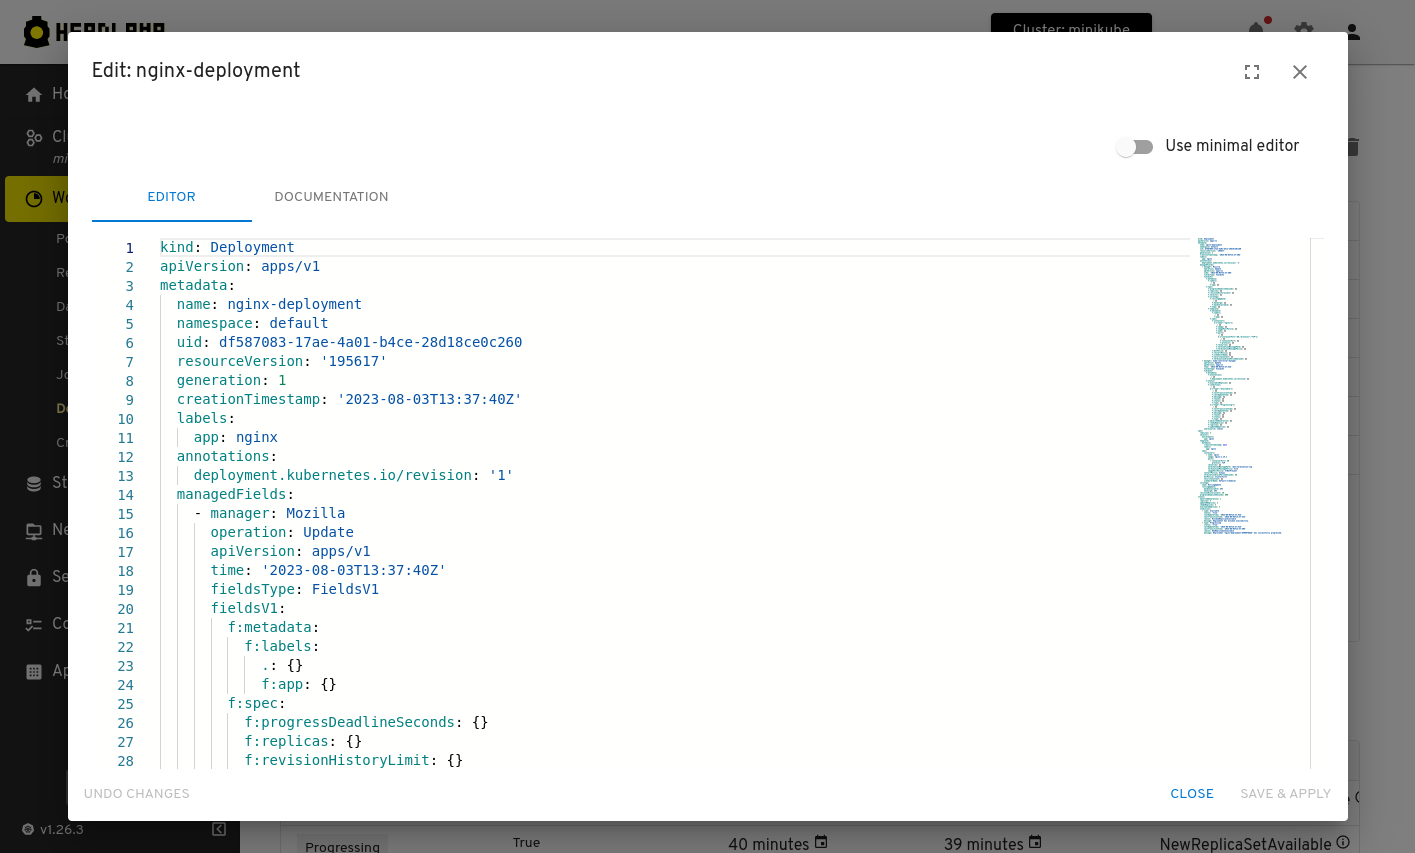 HEADLAMP
Cluster: minikube
Edit: nginx-deployment
Use minimal editor
EDITOR
DOCUMENTATION
1 kind: Deployment
2 apiVersion: apps/v1
3 metadata:
4 name: nginx-deployment
5 namespace: default
6 uid: df587083-17ae-4a01-b4ce-28d18ce0c260
7 resourceVersion: '195617'
8 generation: 1
9 creationTimestamp: '2023-08-03T13:37:40Z'
10 labels:
11 app: nginx
12 annotations:
13 deployment.kubernetes.io/revision: '1'
14 managedFields:
15 - manager: Mozilla
16 operation: Update
17 apiVersion: apps/v1
18 time: '2023-08-03T13:37:40Z'
19 fieldsType: FieldsV1
20 fieldsV1:
21 f:metadata:
22 f:labels:
23 .: {}
24 f:app: {}
25 f:spec:
26 f:progressDeadlineSeconds: {}
27 f:replicas: {}
28 f:revisionHistoryLimit: {}
UNDO CHANGES
CLOSE
SAVE & APPLY
v1.26.3
Progressing
True
40 minutes
39 minutes
NewReplicaSetAvailable